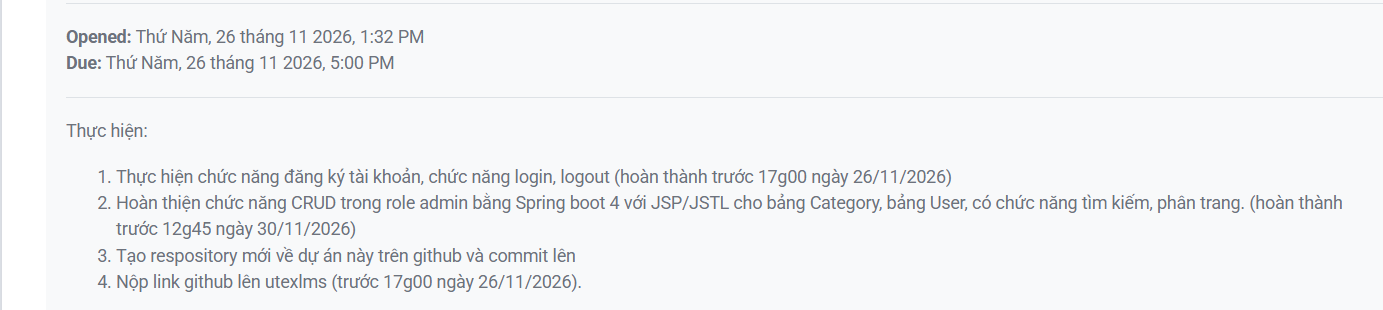 Opened: Thứ Năm, 26 tháng 11 2026, 1:32 PM
Due: Thứ Năm, 26 tháng 11 2026, 5:00 PM
Thực hiện:
1. Thực hiện chức năng đăng ký tài khoản, chức năng login, logout (hoàn thành trước 17g00 ngày 26/11/2026)
2. Hoàn thiện chức năng CRUD trong role admin bằng Spring boot 4 với JSP/JSTL cho bảng Category, bảng User, có chức năng tìm kiếm, phân trang. (hoàn thành
trước 12g45 ngày 30/11/2026)
3. Tạo respository mới về dự án này trên github và commit lên
4. Nộp link github lên utexlms (trước 17g00 ngày 26/11/2026).